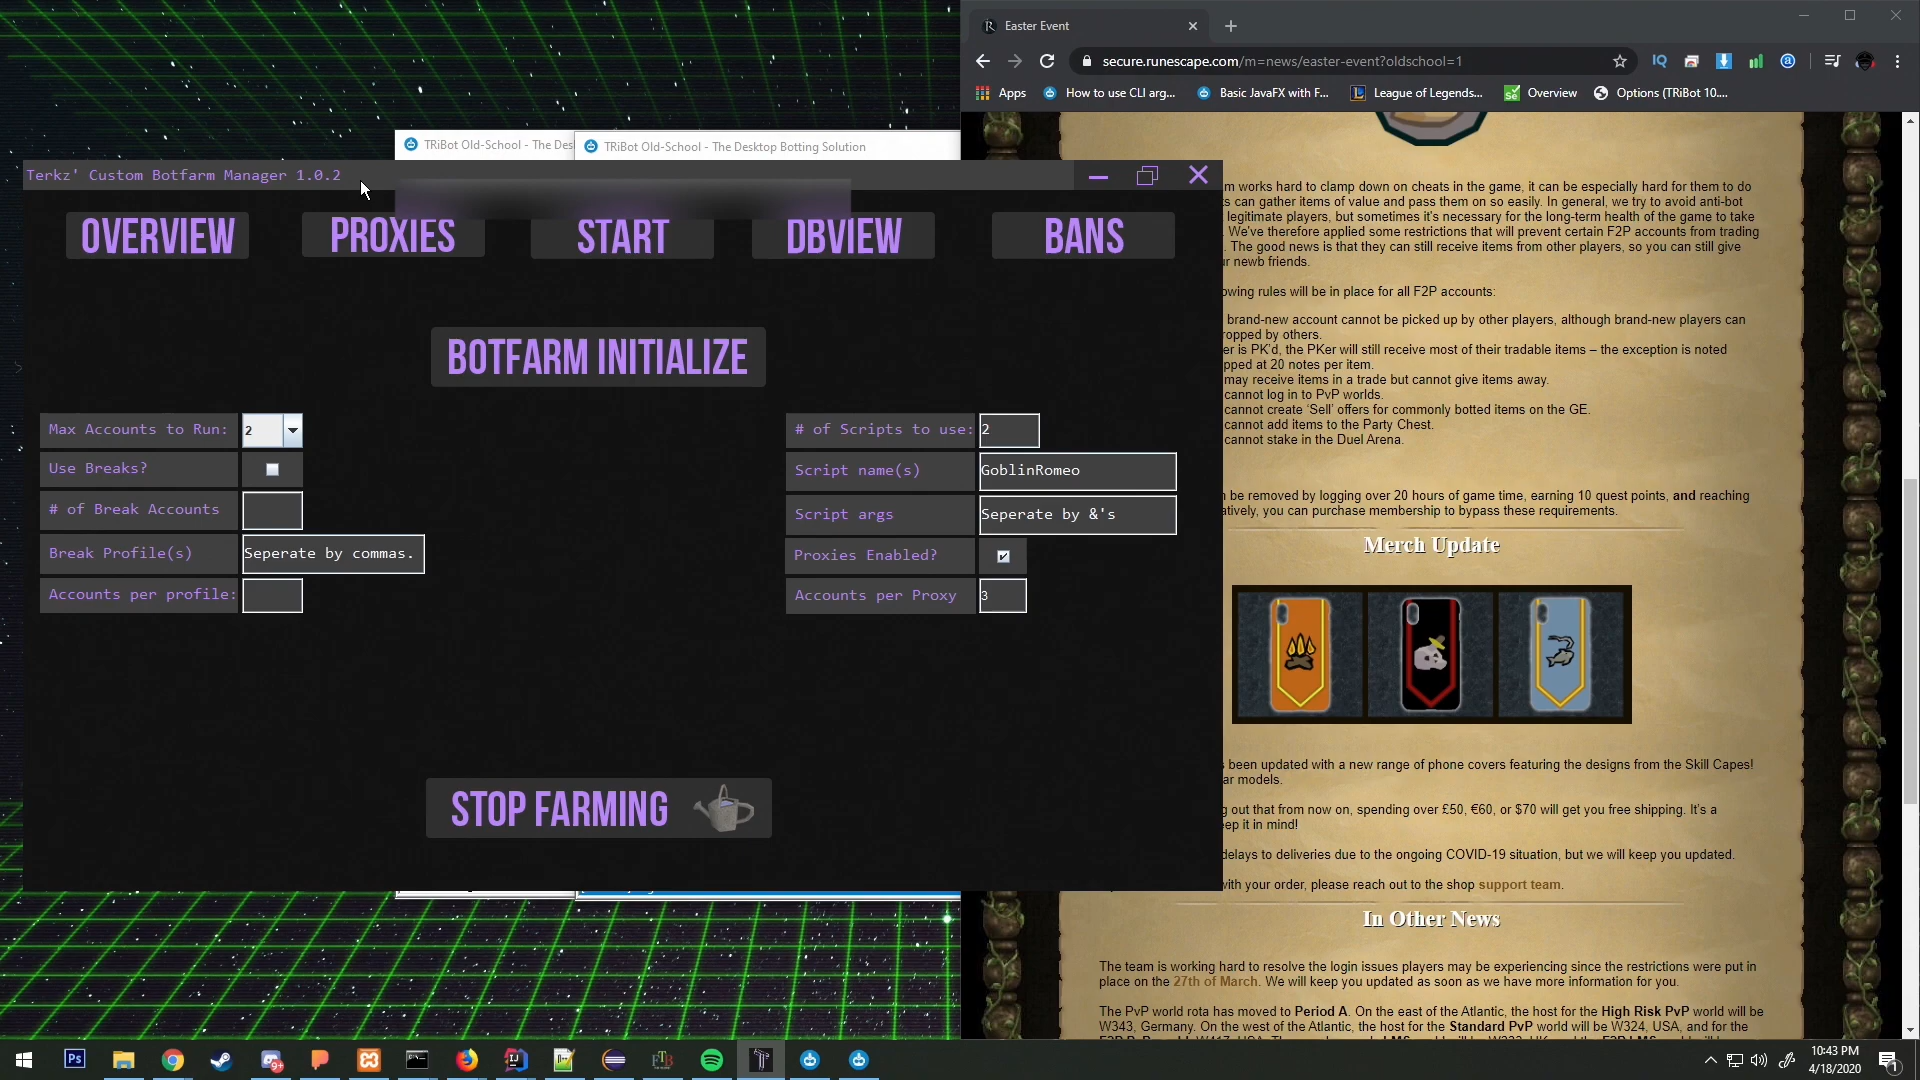 Easter Event
secure.runescape.com/m=news/easter-event?oldschool=1
Apps
How to use CLI arg...
Basic JavaFX with F...
League of Legends...
Overview
Options (TRiBot 10....
TRiBot Old-School - The Des
TRiBot Old-School - The Desktop Botting Solution
Terkz' Custom Botfarm Manager 1.0.2
OVERVIEW
PROXIES
START
DBVIEW
BANS
BOTFARM INITIALIZE
Max Accounts to Run:
2
Use Breaks?
# of Break Accounts
Break Profile(s)
Seperate by commas.
Accounts per profile:
# of Scripts to use:
2
Script name(s)
GoblinRomeo
Script args
Seperate by &'s
Proxies Enabled?
Accounts per Proxy
3
STOP FARMING
m works hard to clamp down on cheats in the game, it can be especially hard for them to do
s can gather items of value and pass them on so easily. In general, we try to avoid anti-bot
legitimate players, but sometimes it's necessary for the long-term health of the game to take
We've therefore applied some restrictions that will prevent certain F2P accounts from trading
The good news is that they can still receive items from other players, so you can still give
r newb friends.
owing rules will be in place for all F2P accounts:
brand-new account cannot be picked up by other players, although brand-new players can
ropped by others.
er is PK'd, the PKer will still receive most of their tradable items – the exception is noted
pped at 20 notes per item.
may receive items in a trade but cannot give items away.
cannot log in to PvP worlds.
cannot create 'Sell' offers for commonly botted items on the GE.
cannot add items to the Party Chest.
cannot stake in the Duel Arena.
n be removed by logging over 20 hours of game time, earning 10 quest points, and reaching
atively, you can purchase membership to bypass these requirements.
Merch Update
been updated with a new range of phone covers featuring the designs from the Skill Capes!
ar models.
g out that from now on, spending over £50, €60, or $70 will get you free shipping. It's a
eep it in mind!
delays to deliveries due to the ongoing COVID-19 situation, but we will keep you updated.
with your order, please reach out to the shop support team.
In Other News
The team is working hard to resolve the login issues players may be experiencing since the restrictions were put in
place on the 27th of March. We will keep you updated as soon as we have more information for you.
The PvP world rota has moved to Period A. On the east of the Atlantic, the host for the High Risk PvP world will be
W343, Germany. On the west of the Atlantic, the host for the Standard PvP world will be W324, USA, and for the
10:43 PM
4/18/2020